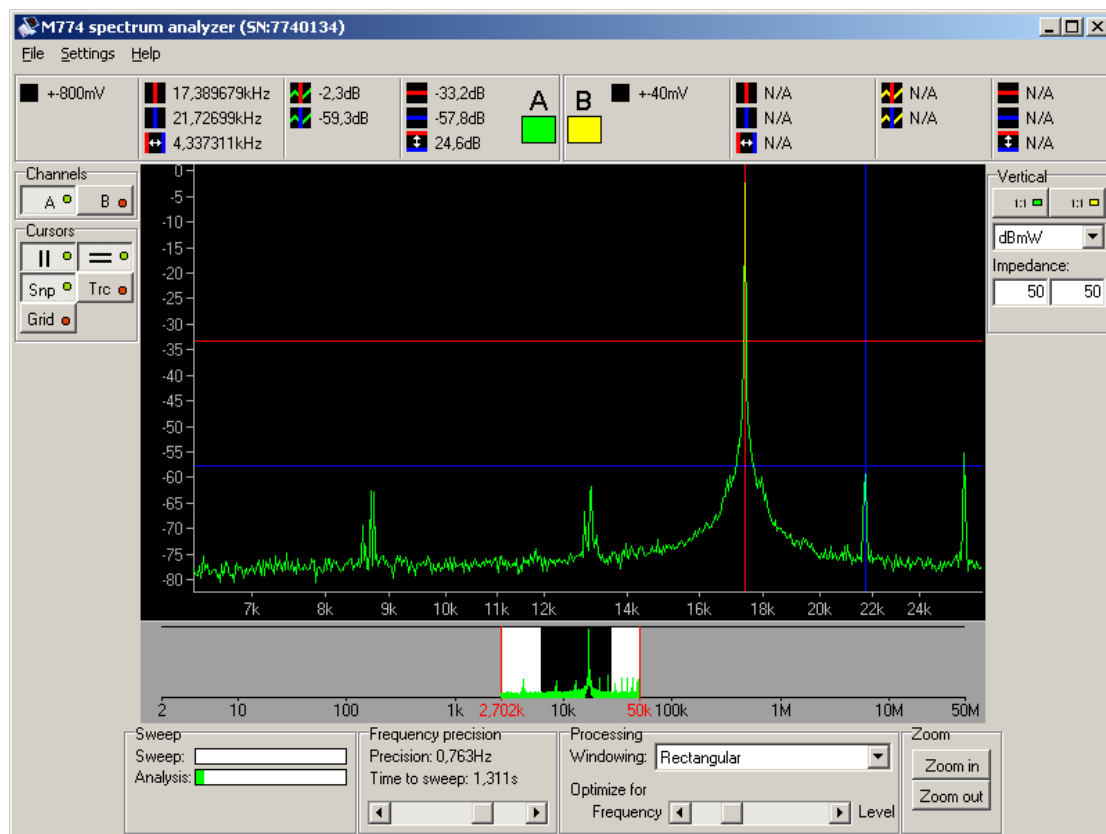 M774 spectrum analyzer (SN:7740134)
File Settings Help
+-800mV 17,389679kHz -2,3dB -33,2dB A B +-40mV N/A N/A N/A
21,72699kHz -59,3dB -57,8dB N/A N/A N/A
4,337311kHz 24,6dB N/A N/A
Channels
A B
Cursors
Snp Trc
Grid
0
-5
-10
-15
-20
-25
-30
-35
-40
-45
-50
-55
-60
-65
-70
-75
-80
7k 8k 9k 10k 11k 12k 14k 16k 18k 20k 22k 24k
Vertical
1:1 1:1
dBmW
Impedance:
50 50
2 10 100 1k 2,702k 10k 50k 100k 1M 10M 50M
Sweep
Sweep:
Analysis:
Frequency precision
Precision: 0,763Hz
Time to sweep: 1,311s
Processing
Windowing: Rectangular
Optimize for
Frequency Level
Zoom
Zoom in
Zoom out